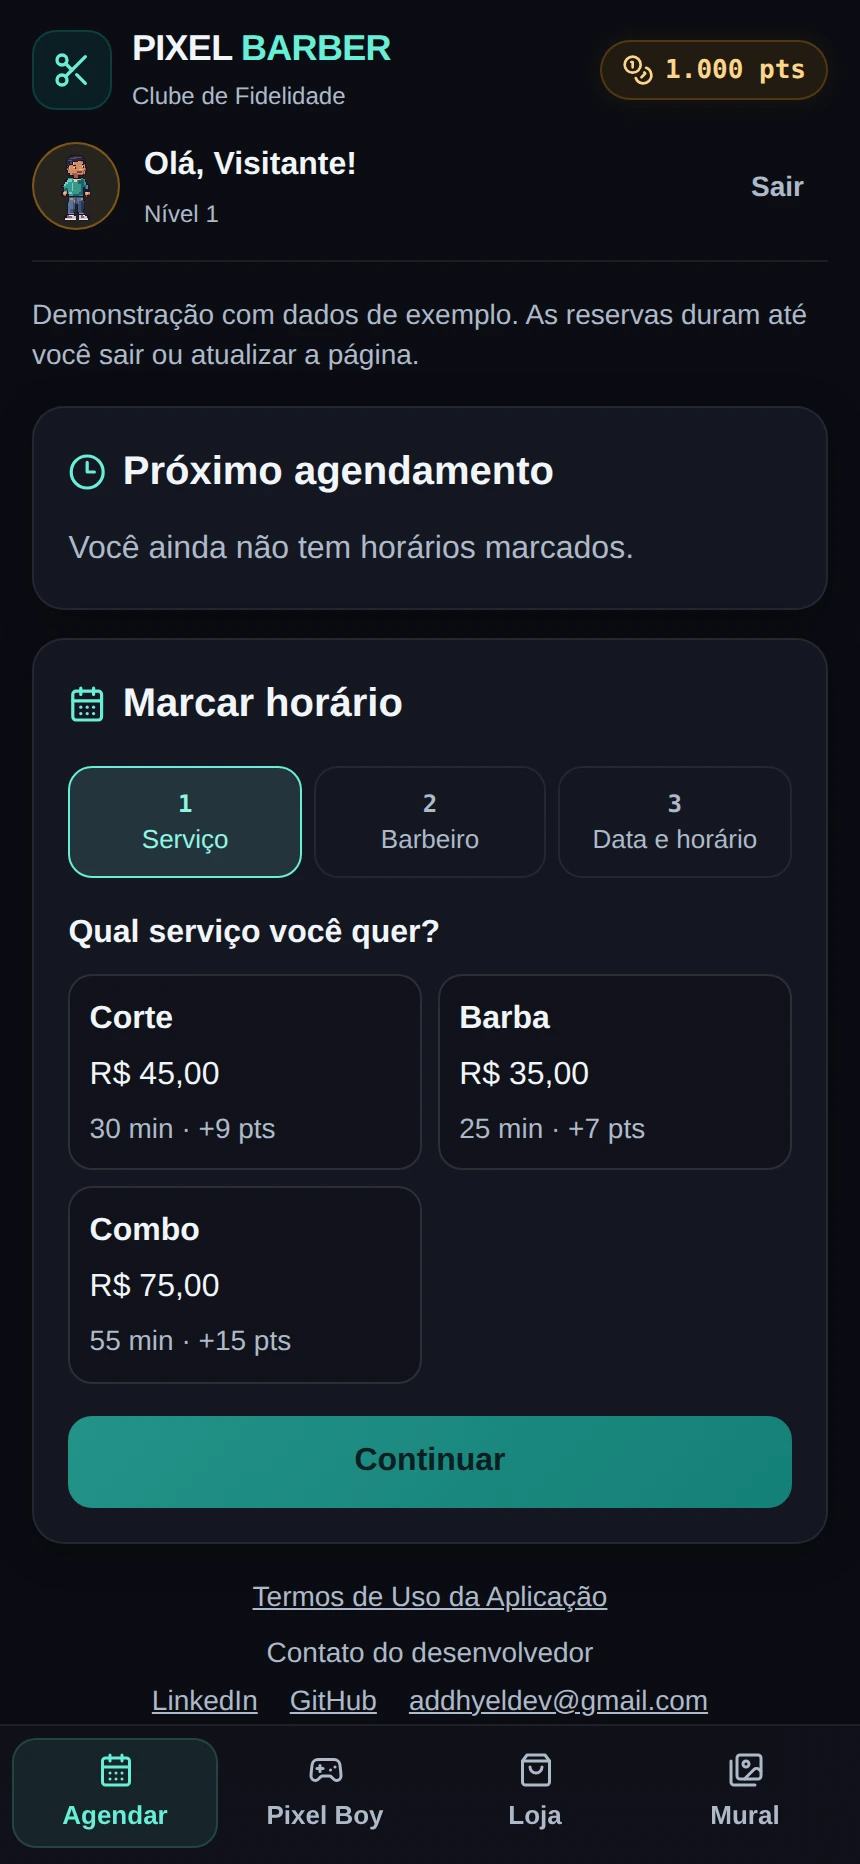 PIXEL BARBER
Clube de Fidelidade
1.000 pts
Olá, Visitante!
Nível 1
Sair
Demonstração com dados de exemplo. As reservas duram até
você sair ou atualizar a página.
Próximo agendamento
Você ainda não tem horários marcados.
Marcar horário
1
Serviço
2
Barbeiro
3
Data e horário
Qual serviço você quer?
Corte
R$ 45,00
30 min · +9 pts
Barba
R$ 35,00
25 min · +7 pts
Combo
R$ 75,00
55 min · +15 pts
Continuar
Termos de Uso da Aplicação
Contato do desenvolvedor
LinkedIn GitHub addhyeldev@gmail.com
Agendar Pixel Boy Loja Mural